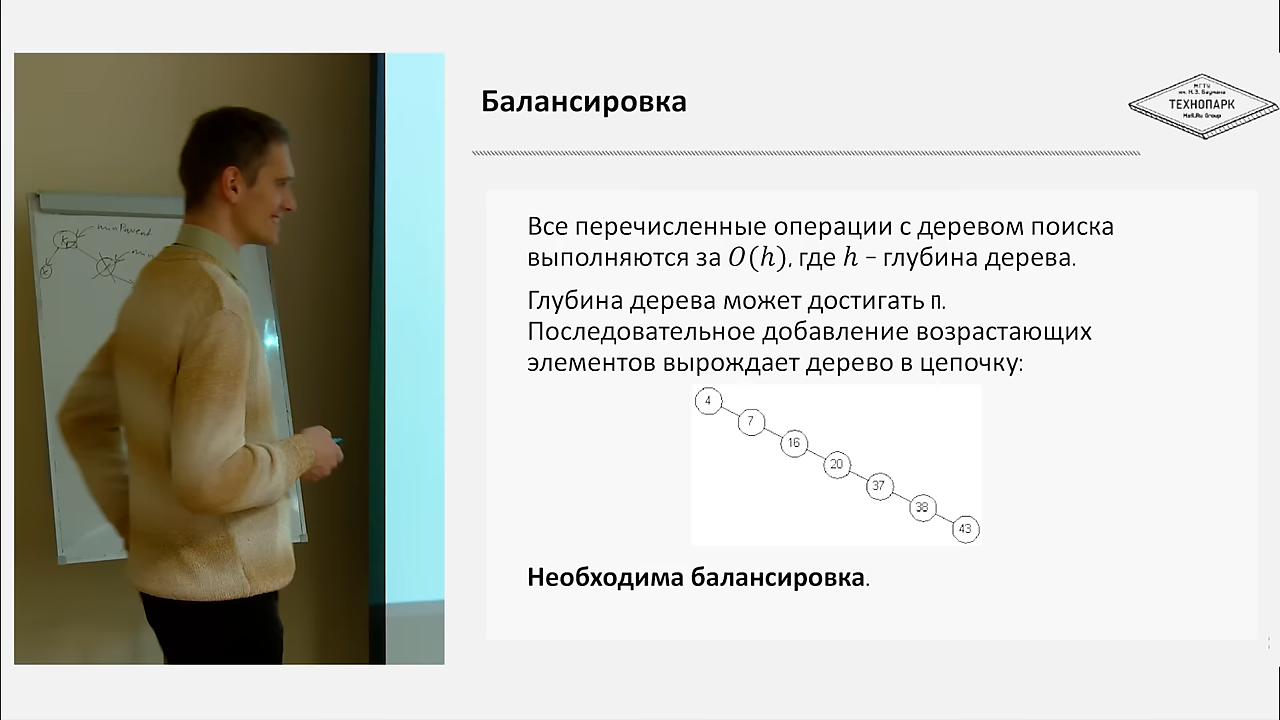 Балансировка
МГТУ
им. Н.Э. Баумана
ТЕХНОПАРК
Mail.Ru Group
Все перечисленные операции с деревом поиска
выполняются за O(h), где h – глубина дерева.
Глубина дерева может достигать n.
Последовательное добавление возрастающих
элементов вырождает дерево в цепочку:
4
7
16
20
37
38
43
Необходима балансировка.
minParent
min